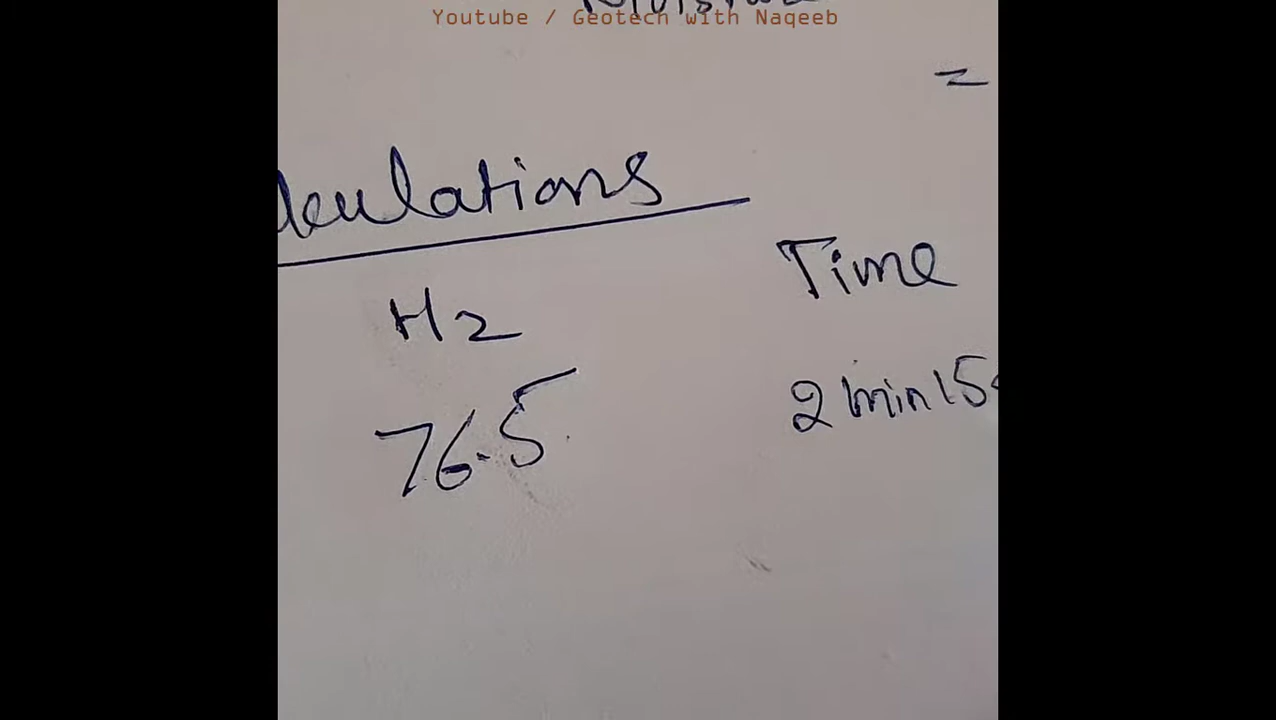 Youtube / Geotech with Naqeeb
=
lculations
H2
Time
76.5
2 min 15